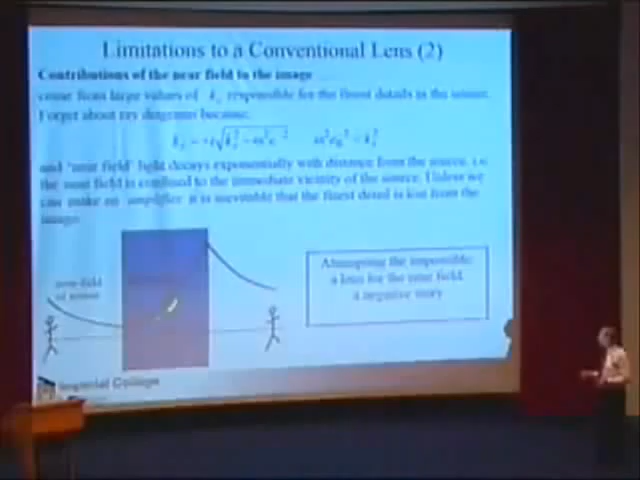 Limitations to a Conventional Lens (2)
Contributions of the near field to the image
come from large values of kₓ responsible for the finest details in the source.
Forget about ray diagrams because:
and 'near field' light decays exponentially with distance from the source, i.e.
the near field is confined to the immediate vicinity of the source. Unless we
can make an amplifier it is inevitable that the finest detail is lost from the
image.
near-field
of source
Attempting the impossible:
a lens for the near field
a negative story
Imperial College